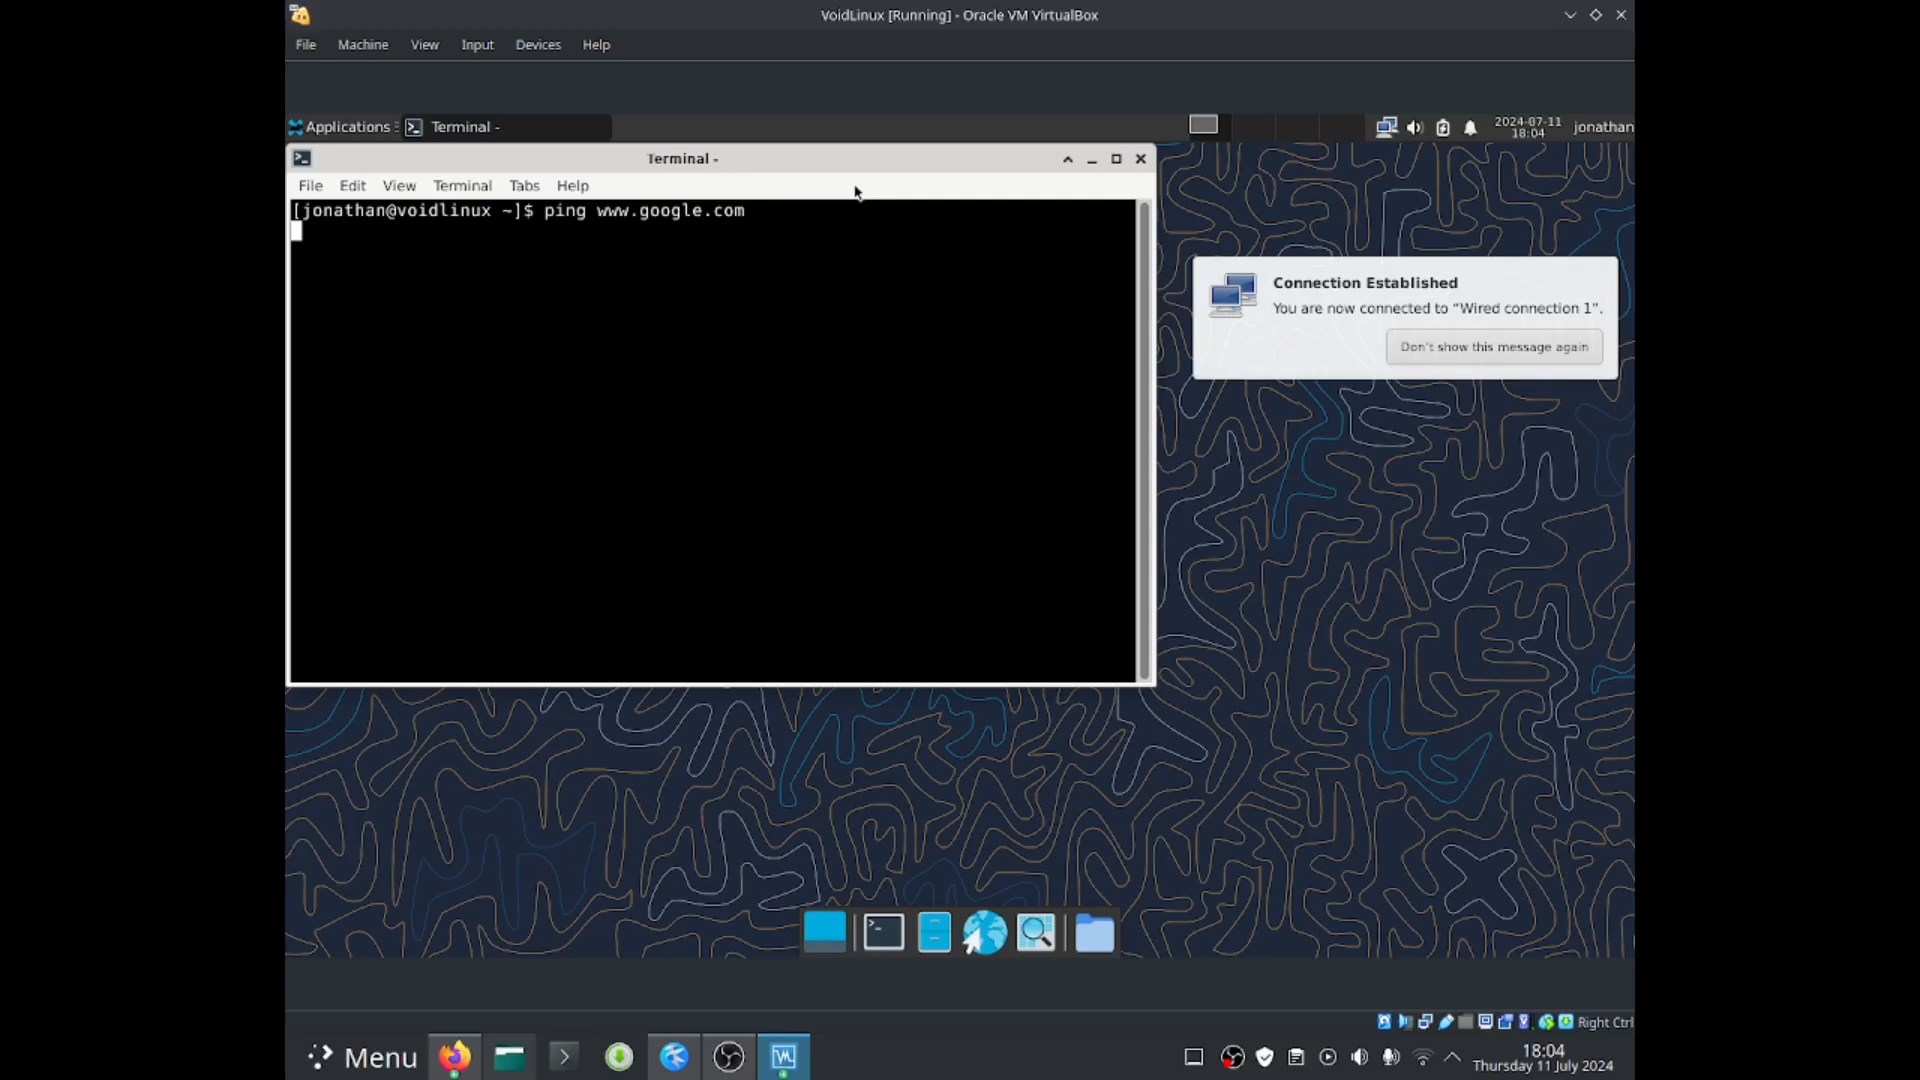 VoidLinux [Running] - Oracle VM VirtualBox
File Machine View Input Devices Help
Applications Terminal - 2024-07-11 18:04 jonathan
Terminal -
File Edit View Terminal Tabs Help
[jonathan@voidlinux ~]$ ping www.google.com
Connection Established
You are now connected to “Wired connection 1”.
Don't show this message again
Right Ctrl
Menu
18:04
Thursday 11 July 2024